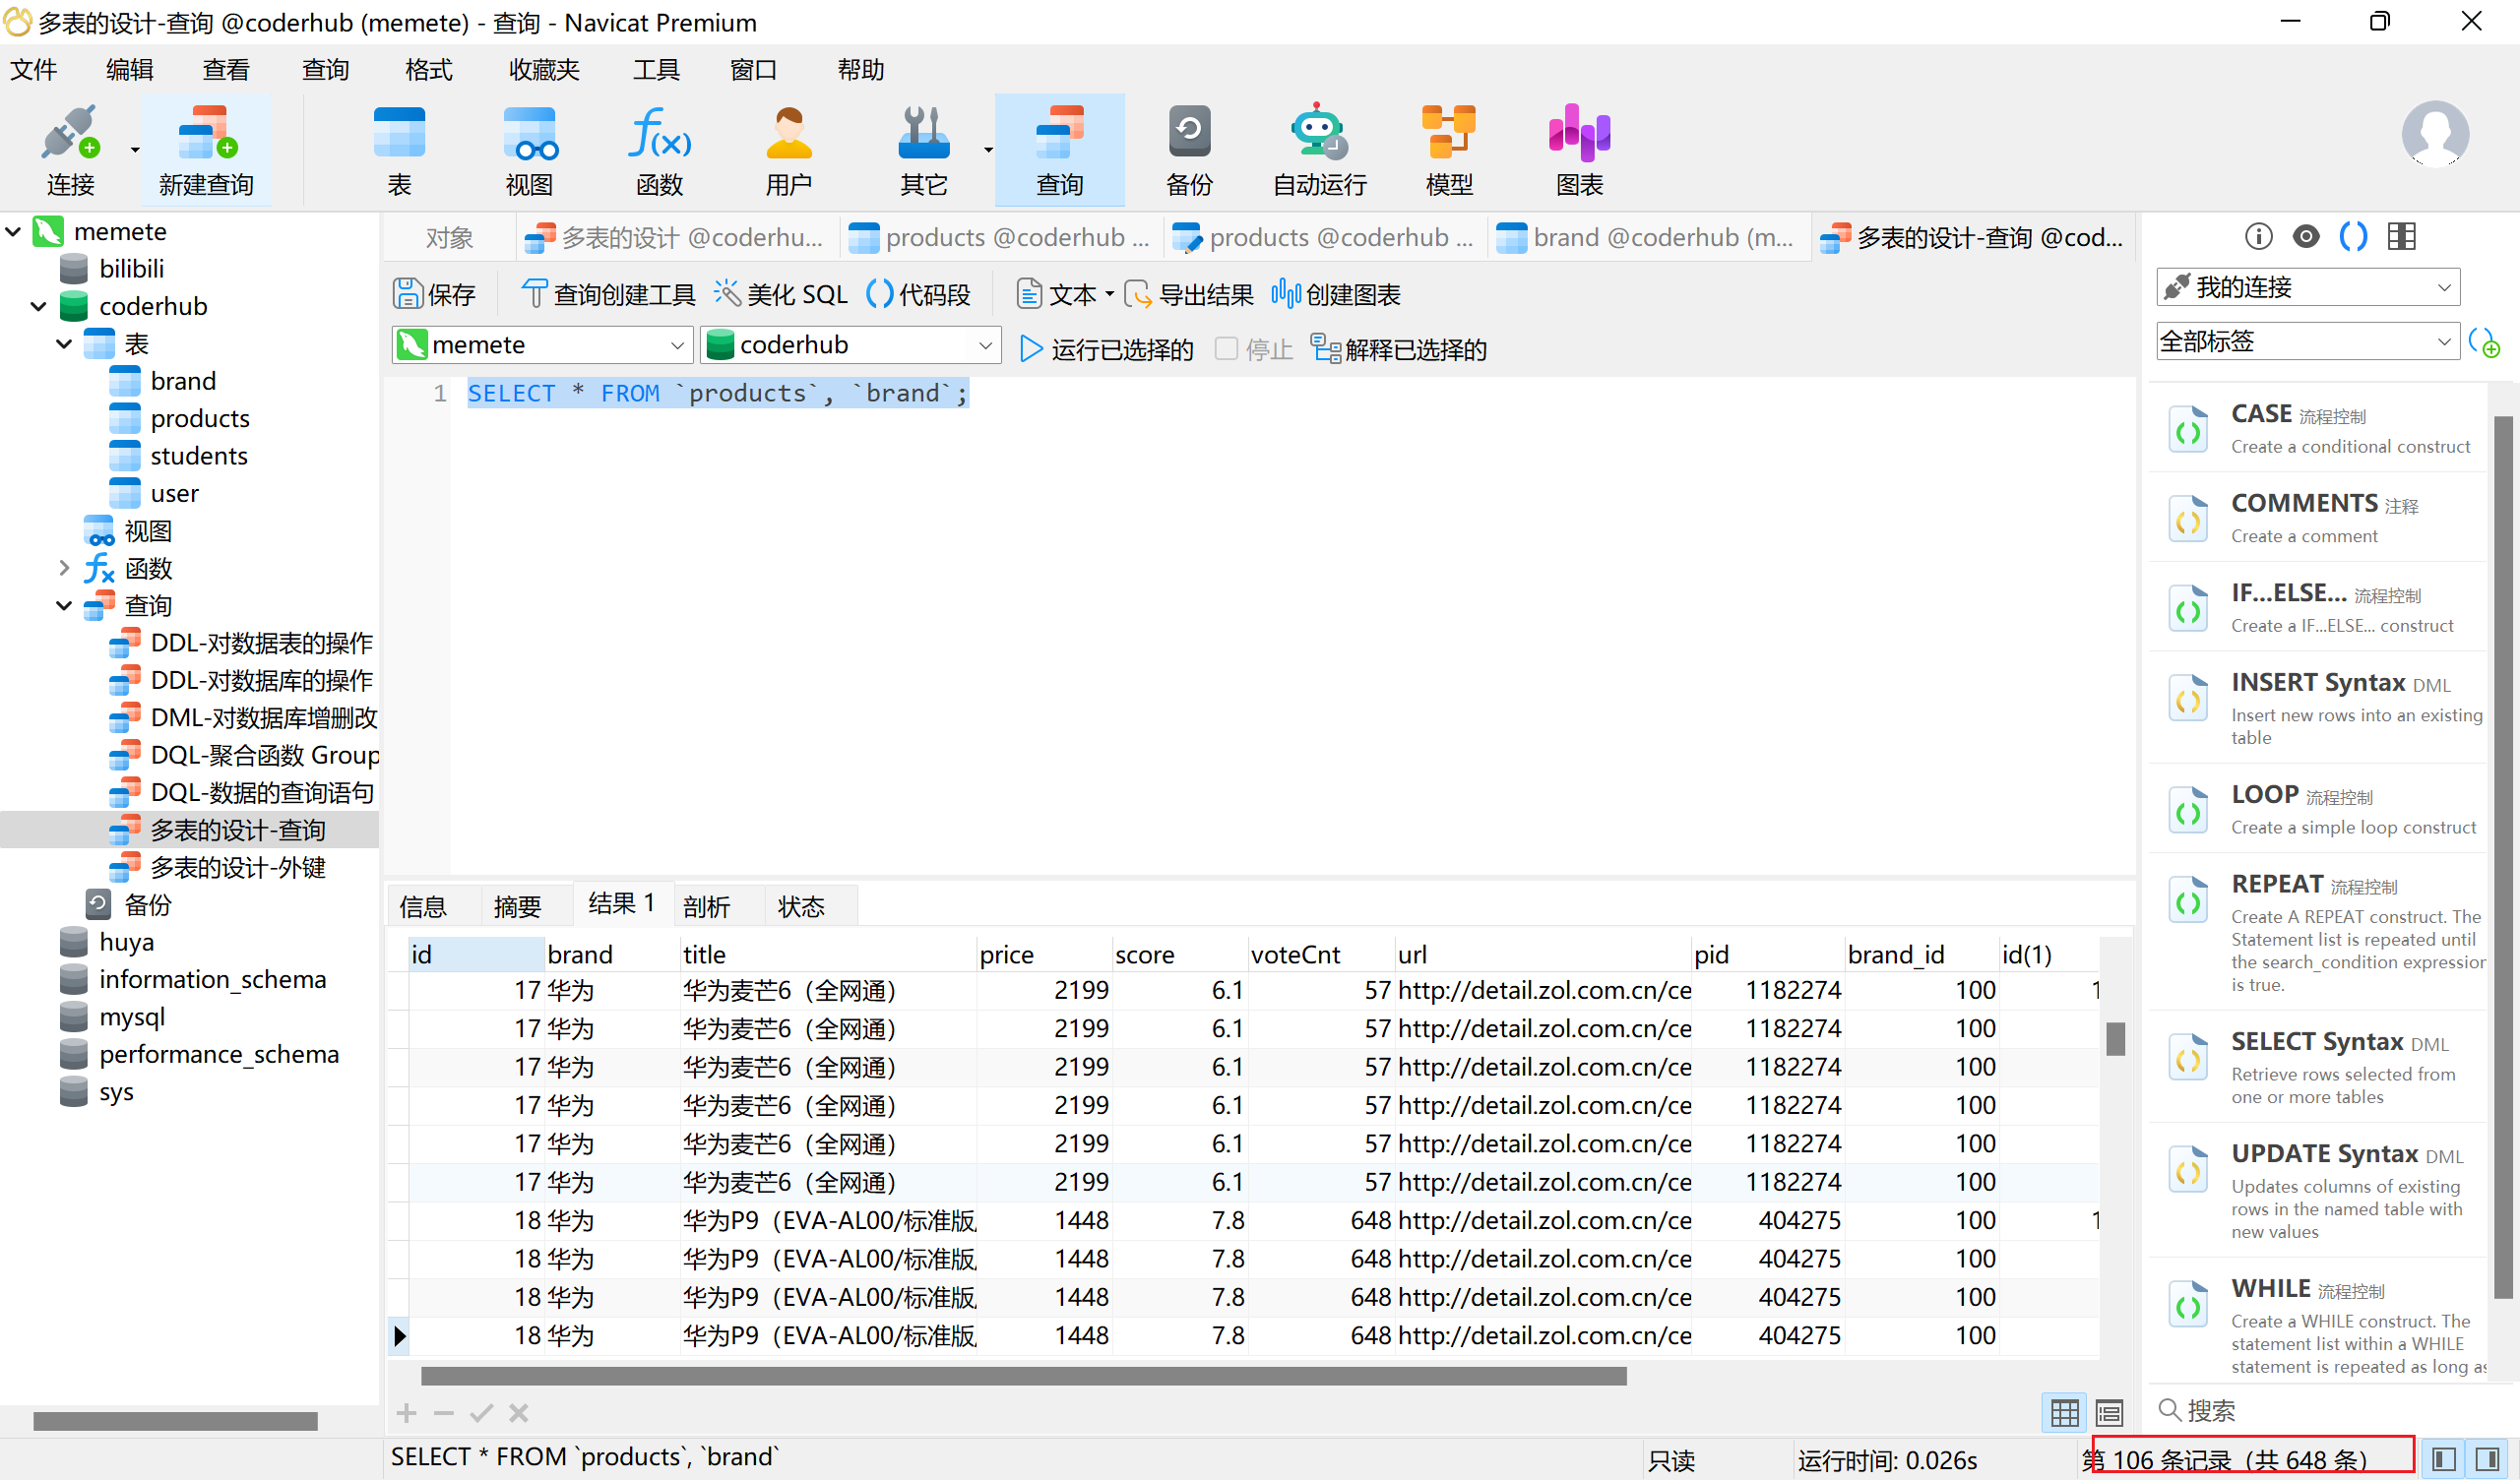 多表的设计-查询 @coderhub (memete) - 查询 - Navicat Premium
文件 编辑 查看 查询 格式 收藏夹 工具 窗口 帮助
连接 新建查询 表 视图 函数 用户 其它 查询 备份 自动运行 模型 图表
memete
bilibili
coderhub
表
brand
products
students
user
视图
函数
查询
DDL-对数据表的操作
DDL-对数据库的操作
DML-对数据库增删改
DQL-聚合函数 Group
DQL-数据的查询语句
多表的设计-查询
多表的设计-外键
备份
huya
information_schema
mysql
performance_schema
sys
对象 多表的设计 @coderhu... products @coderhub ... products @coderhub ... brand @coderhub (m... 多表的设计-查询 @cod...
保存 查询创建工具 美化 SQL 代码段 文本 导出结果 创建图表
memete coderhub 运行已选择的 停止 解释已选择的
1 SELECT * FROM `products`, `brand`;
信息 摘要 结果 1 剖析 状态
id brand title price score voteCnt url pid brand_id id(1)
17 华为 华为麦芒6（全网通） 2199 6.1 57 http://detail.zol.com.cn/ce 1182274 100 1
17 华为 华为麦芒6（全网通） 2199 6.1 57 http://detail.zol.com.cn/ce 1182274 100
17 华为 华为麦芒6（全网通） 2199 6.1 57 http://detail.zol.com.cn/ce 1182274 100
17 华为 华为麦芒6（全网通） 2199 6.1 57 http://detail.zol.com.cn/ce 1182274 100
17 华为 华为麦芒6（全网通） 2199 6.1 57 http://detail.zol.com.cn/ce 1182274 100
17 华为 华为麦芒6（全网通） 2199 6.1 57 http://detail.zol.com.cn/ce 1182274 100
18 华为 华为P9（EVA-AL00/标准版 1448 7.8 648 http://detail.zol.com.cn/ce 404275 100 1
18 华为 华为P9（EVA-AL00/标准版 1448 7.8 648 http://detail.zol.com.cn/ce 404275 100
18 华为 华为P9（EVA-AL00/标准版 1448 7.8 648 http://detail.zol.com.cn/ce 404275 100
18 华为 华为P9（EVA-AL00/标准版 1448 7.8 648 http://detail.zol.com.cn/ce 404275 100
我的连接
全部标签
CASE 流程控制
Create a conditional construct
COMMENTS 注释
Create a comment
IF...ELSE... 流程控制
Create a IF...ELSE... construct
INSERT Syntax DML
Insert new rows into an existing
table
LOOP 流程控制
Create a simple loop construct
REPEAT 流程控制
Create A REPEAT construct. The
Statement list is repeated until
the search_condition expression
is true.
SELECT Syntax DML
Retrieve rows selected from
one or more tables
UPDATE Syntax DML
Updates columns of existing
rows in the named table with
new values
WHILE 流程控制
Create a WHILE construct. The
statement list within a WHILE
statement is repeated as long as
搜索
SELECT * FROM `products`, `brand` 只读 运行时间: 0.026s 第 106 条记录（共 648 条）